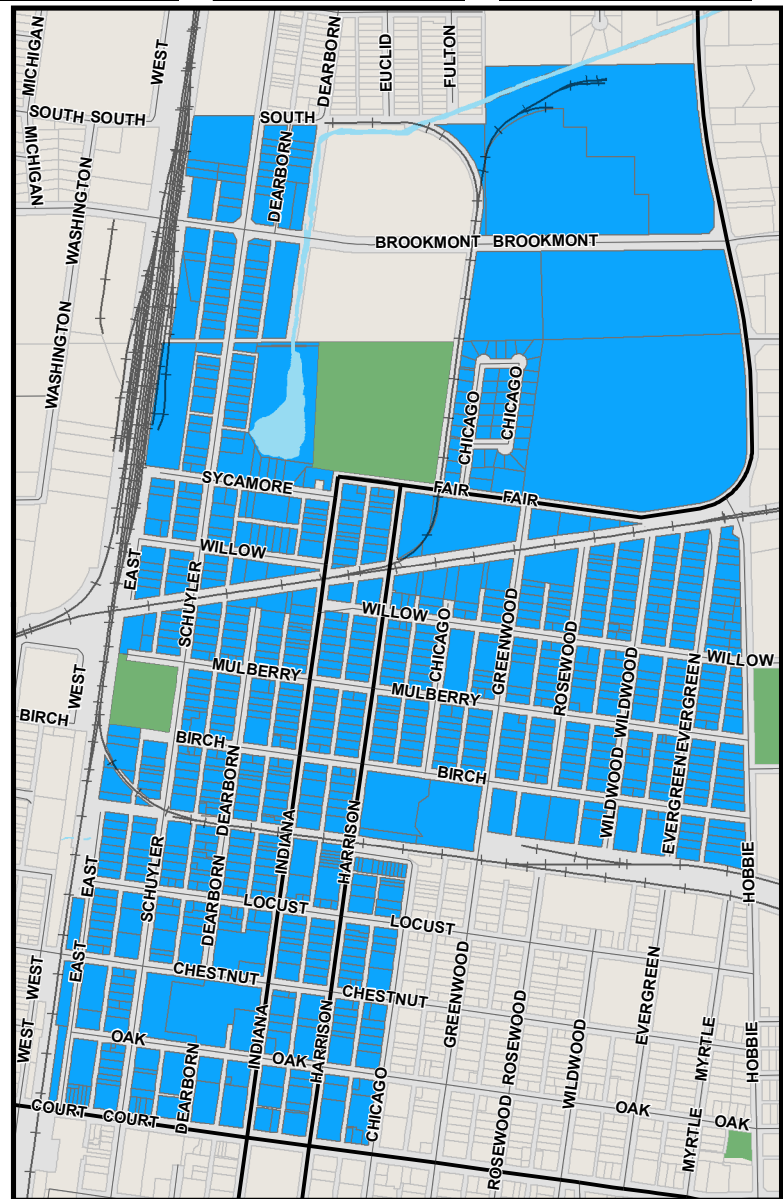 MICHIGAN
WEST
DEARBORN
EUCLID
FULTON
SOUTH SOUTH
SOUTH
MICHIGAN
WASHINGTON
DEARBORN
BROOKMONT BROOKMONT
WASHINGTON
CHICAGO
CHICAGO
SYCAMORE
FAIR FAIR
WILLOW
EAST
SCHUYLER
WILLOW
CHICAGO
GREENWOOD
ROSEWOOD
WILDWOOD
EVERGREEN
WILLOW
MULBERRY
MULBERRY
WEST
BIRCH
BIRCH
BIRCH
DEARBORN
WILDWOOD
EVERGREEN
INDIANA
HARRISON
HOBBIE
EAST
SCHUYLER
DEARBORN
LOCUST
LOCUST
EAST
WEST
CHESTNUT
CHESTNUT
GREENWOOD
EVERGREEN
WEST
OAK
OAK
INDIANA
HARRISON
ROSEWOOD
WILDWOOD
MYRTLE
HOBBIE
DEARBORN
CHICAGO
COURT COURT
OAK
OAK
ROSEWOOD
MYRTLE